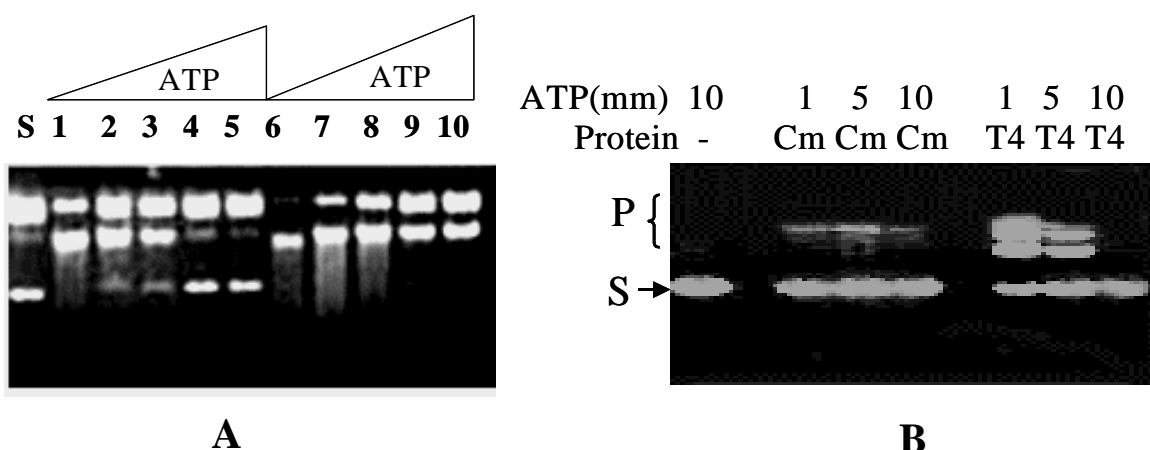 ATP ATP
S 1 2 3 4 5 6 7 8 9 10
A
ATP(mm) 10 1 5 10 1 5 10
Protein - Cm Cm Cm T4 T4 T4
P {
S
B